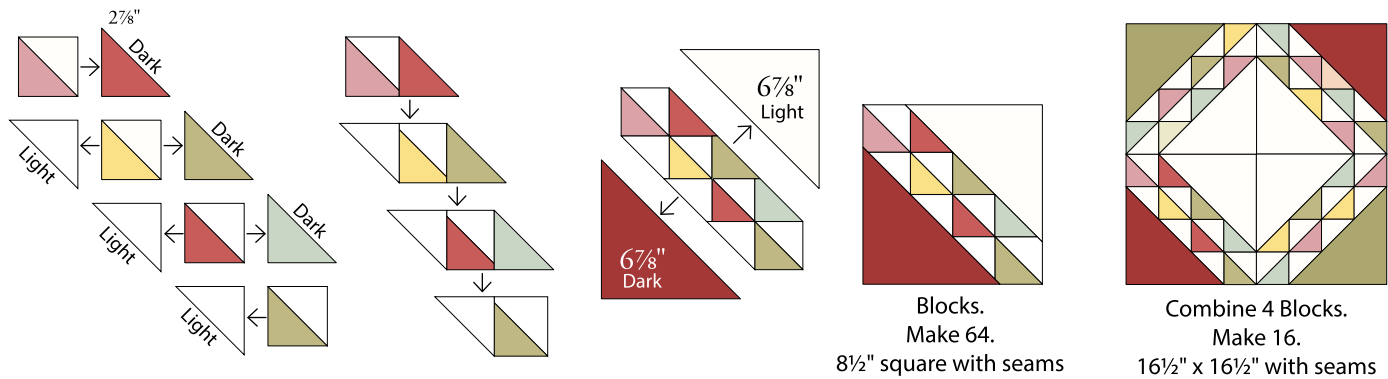 2⅞"
Dark
Light
Dark
Light
Dark
Light
6⅞"
Light
6⅞"
Dark
Blocks.
Make 64.
8½" square with seams
Combine 4 Blocks.
Make 16.
16½" x 16½" with seams